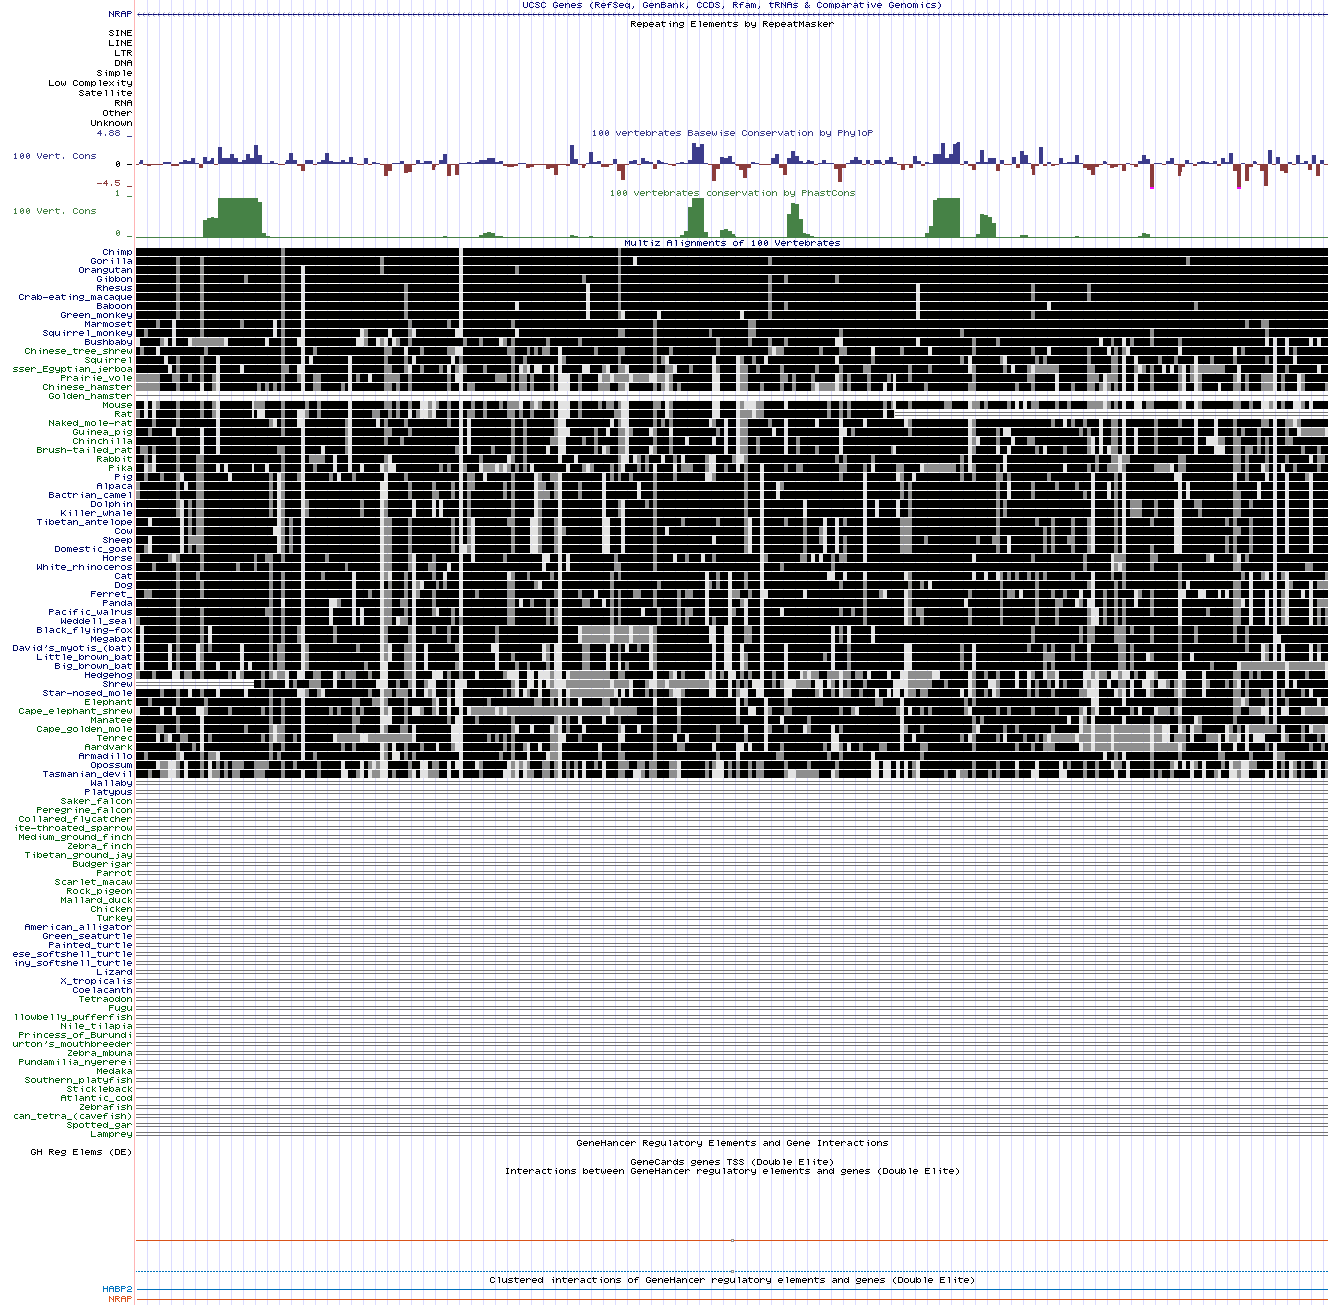 UCSC Genes (RefSeq, GenBank, CCDS, Rfam, tRNAs & Comparative Genomics)
NRAP
Repeating Elements by RepeatMasker
SINE
LINE
LTR
DNA
Simple
Low Complexity
Satellite
RNA
Other
Unknown
4.88 _
100 vertebrates Basewise Conservation by PhyloP
100 Vert. Cons
0 _
-4.5 _
100 vertebrates conservation by PhastCons
1 _
100 Vert. Cons
0 _
Multiz Alignments of 100 Vertebrates
Chimp
Gorilla
Orangutan
Gibbon
Rhesus
Crab-eating_macaque
Baboon
Green_monkey
Marmoset
Squirrel_monkey
Bushbaby
Chinese_tree_shrew
Squirrel
sser_Egyptian_jerboa
Prairie_vole
Chinese_hamster
Golden_hamster
Mouse
Rat
Naked_mole-rat
Guinea_pig
Chinchilla
Brush-tailed_rat
Rabbit
Pika
Pig
Alpaca
Bactrian_camel
Dolphin
Killer_whale
Tibetan_antelope
Cow
Sheep
Domestic_goat
Horse
White_rhinoceros
Cat
Dog
Ferret_
Panda
Pacific_walrus
Weddell_seal
Black_flying-fox
Megabat
David's_myotis_(bat)
Little_brown_bat
Big_brown_bat
Hedgehog
Shrew
Star-nosed_mole
Elephant
Cape_elephant_shrew
Manatee
Cape_golden_mole
Tenrec
Aardvark
Armadillo
Opossum
Tasmanian_devil
Wallaby
Platypus
Saker_falcon
Peregrine_falcon
Collared_flycatcher
ite-throated_sparrow
Medium_ground_finch
Zebra_finch
Tibetan_ground_jay
Budgerigar
Parrot
Scarlet_macaw
Rock_pigeon
Mallard_duck
Chicken
Turkey
American_alligator
Green_seaturtle
Painted_turtle
ese_softshell_turtle
iny_softshell_turtle
Lizard
X_tropicalis
Coelacanth
Tetraodon
Fugu
llowbelly_pufferfish
Nile_tilapia
Princess_of_Burundi
urton's_mouthbreeder
Zebra_mbuna
Pundamilia_nyererei
Medaka
Southern_platyfish
Stickleback
Atlantic_cod
Zebrafish
can_tetra_(cavefish)
Spotted_gar
Lamprey
GeneHancer Regulatory Elements and Gene Interactions
GH Reg Elems (DE)
GeneCards genes TSS (Double Elite)
Interactions between GeneHancer regulatory elements and genes (Double Elite)
Clustered interactions of GeneHancer regulatory elements and genes (Double Elite)
HABP2
NRAP